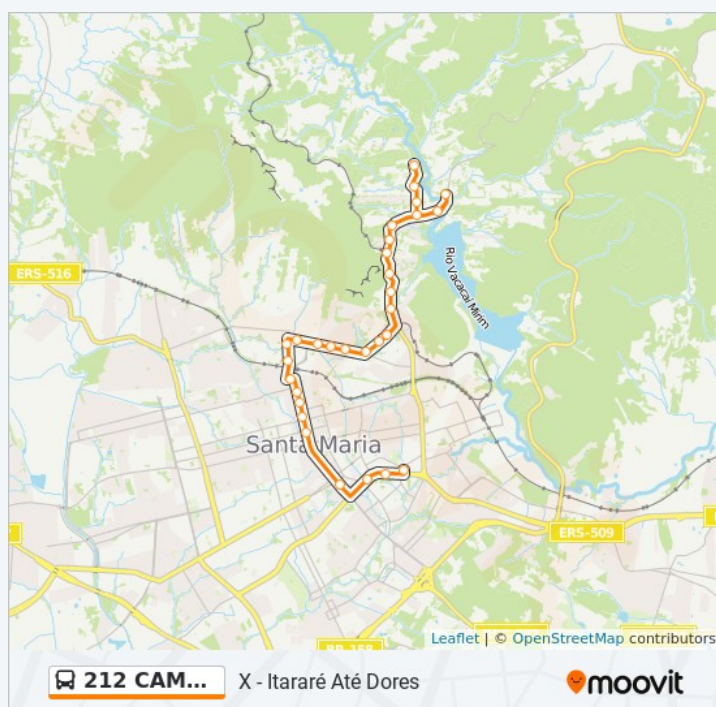 Rio Vacacaí Mirim
ERS-516
Santa Maria
ERS-509
Leaflet | © OpenStreetMap contributors
212 CAM...
X - Itararé Até Dores
moovit